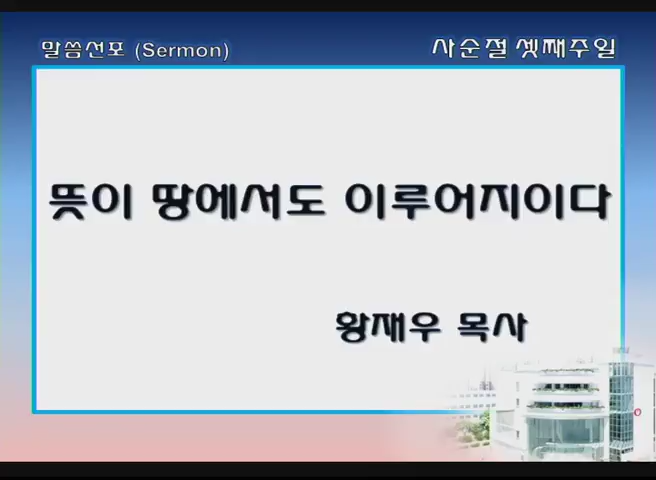 말씀선포 (Sermon)
사순절 셋째주일
뜻이 땅에서도 이루어지이다
황재우 목사